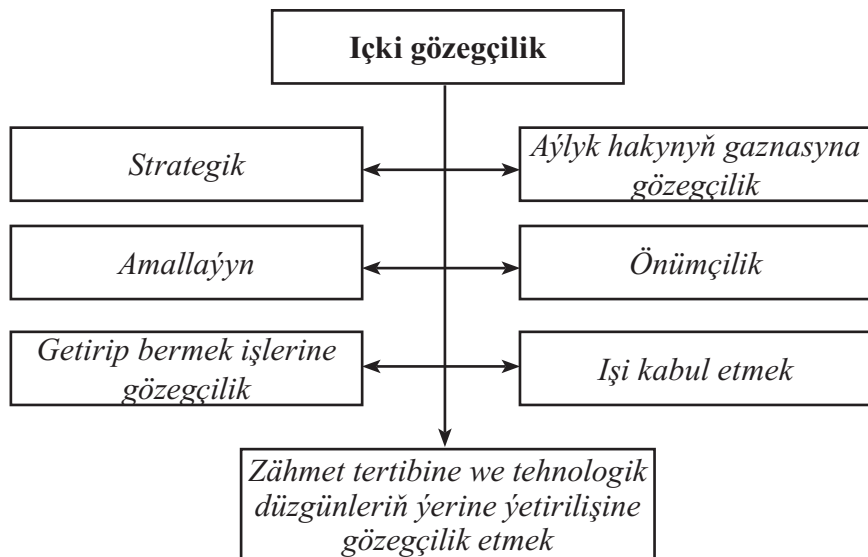 Içki gözegçilik
Strategik
Aýlyk hakynyň gaznasyna
gözegçilik
Amallaýyn
Önümçilik
Getirip bermek işlerine
gözegçilik
Işi kabul etmek
Zähmet tertibine we tehnologik
düzgünleriň ýerine ýetirilişine
gözegçilik etmek